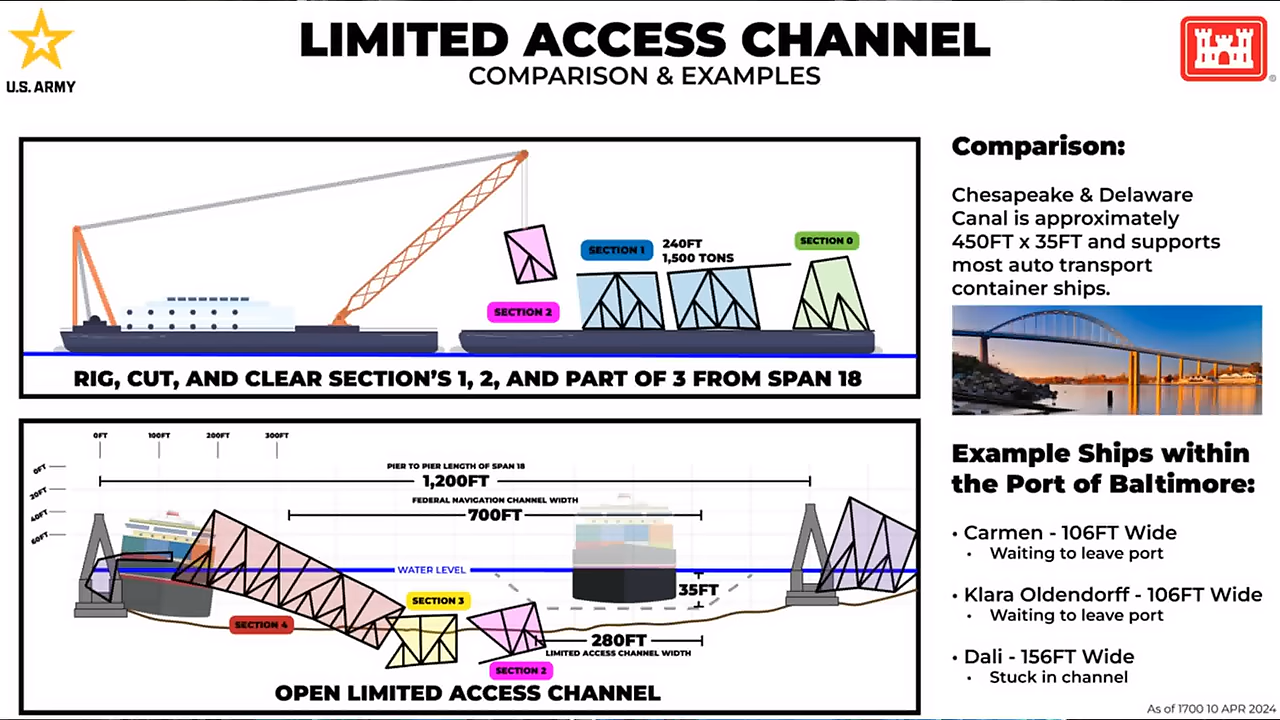 LIMITED ACCESS CHANNEL
COMPARISON & EXAMPLES
U.S. ARMY
®
SECTION 2
SECTION 1
240FT
1,500 TONS
SECTION 0
RIG, CUT, AND CLEAR SECTION'S 1, 2, AND PART OF 3 FROM SPAN 18
0FT 100FT 200FT 300FT
0FT
20FT
40FT
60FT
PIER TO PIER LENGTH OF SPAN 18
1,200FT
FEDERAL NAVIGATION CHANNEL WIDTH
700FT
WATER LEVEL
35FT
SECTION 3
SECTION 4
280FT
LIMITED ACCESS CHANNEL WIDTH
SECTION 2
OPEN LIMITED ACCESS CHANNEL
Comparison:
Chesapeake & Delaware
Canal is approximately
450FT x 35FT and supports
most auto transport
container ships.
Example Ships within
the Port of Baltimore:
• Carmen - 106FT Wide
• Waiting to leave port
• Klara Oldendorff - 106FT Wide
• Waiting to leave port
• Dali - 156FT Wide
• Stuck in channel
As of 1700 10 APR 2024